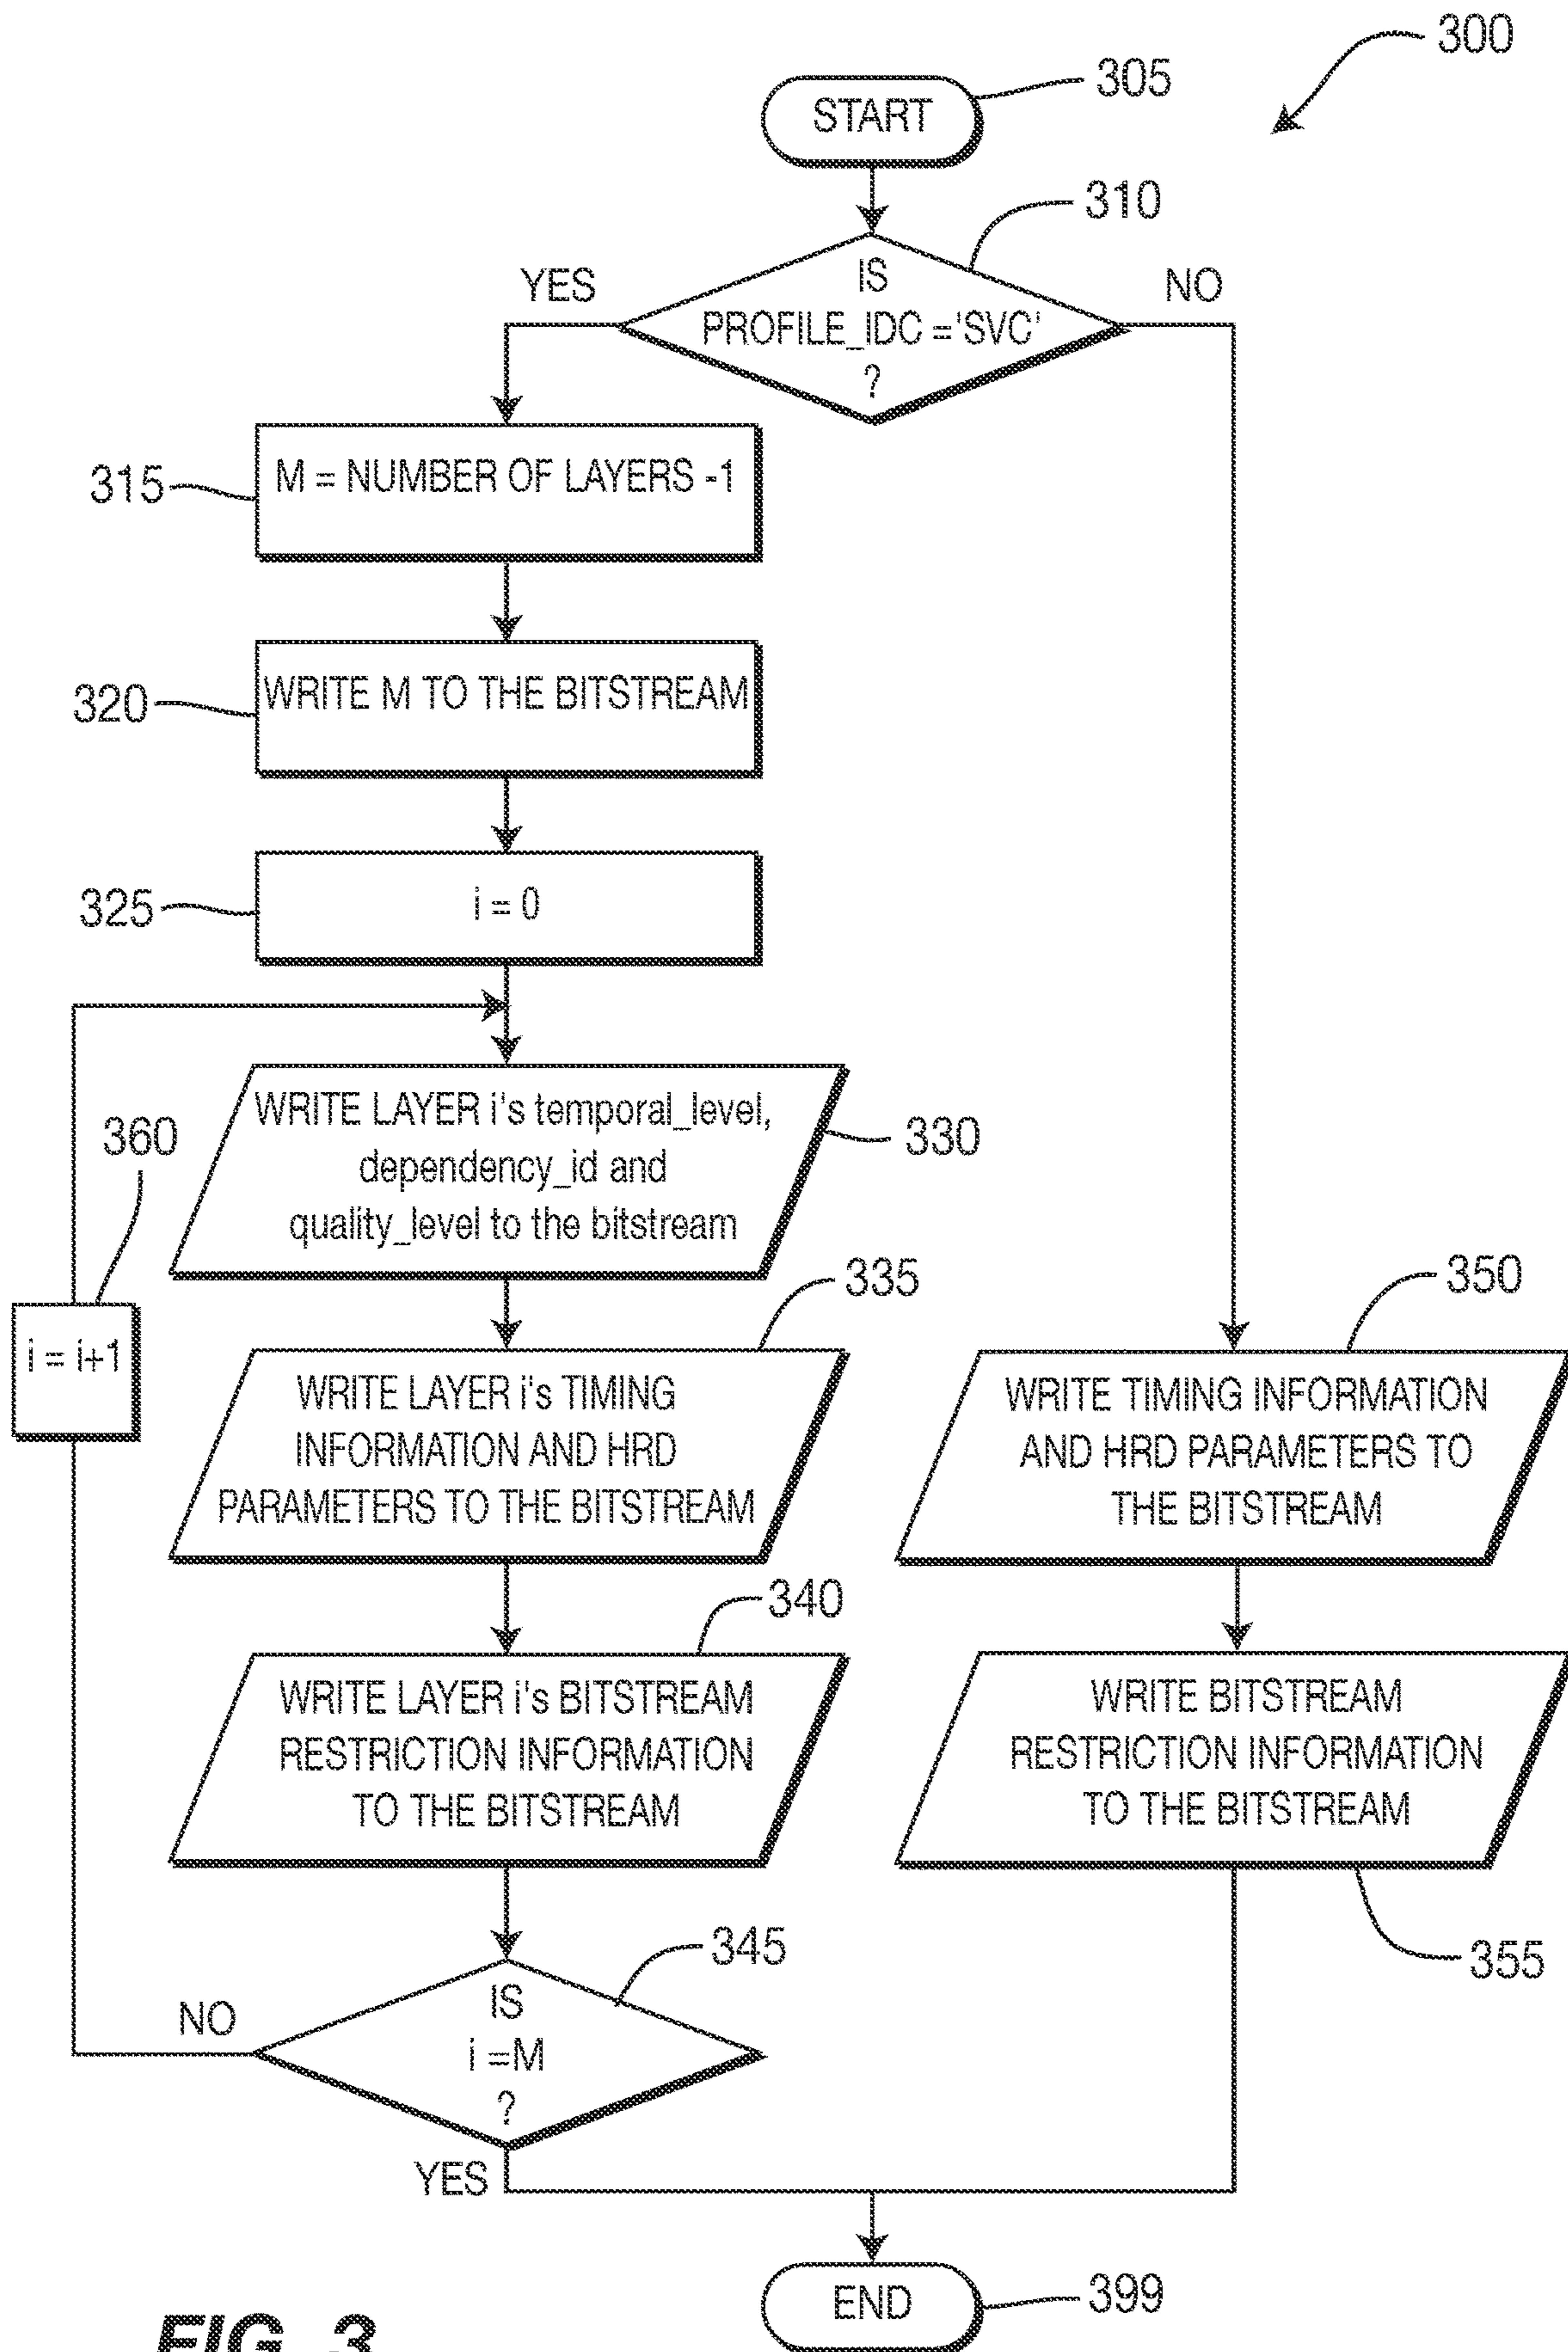 300
START
305
310
IS
PROFILE_IDC ='SVC'
?
YES
NO
315
M = NUMBER OF LAYERS -1
320
WRITE M TO THE BITSTREAM
325
i = 0
WRITE LAYER i's temporal_level,
dependency_id and
quality_level to the bitstream
330
360
i = i+1
335
WRITE LAYER i's TIMING
INFORMATION AND HRD
PARAMETERS TO THE BITSTREAM
350
WRITE TIMING INFORMATION
AND HRD PARAMETERS TO
THE BITSTREAM
340
WRITE LAYER i's BITSTREAM
RESTRICTION INFORMATION
TO THE BITSTREAM
WRITE BITSTREAM
RESTRICTION INFORMATION
TO THE BITSTREAM
355
345
IS
i =M
?
NO
YES
END
399
FIG. 3